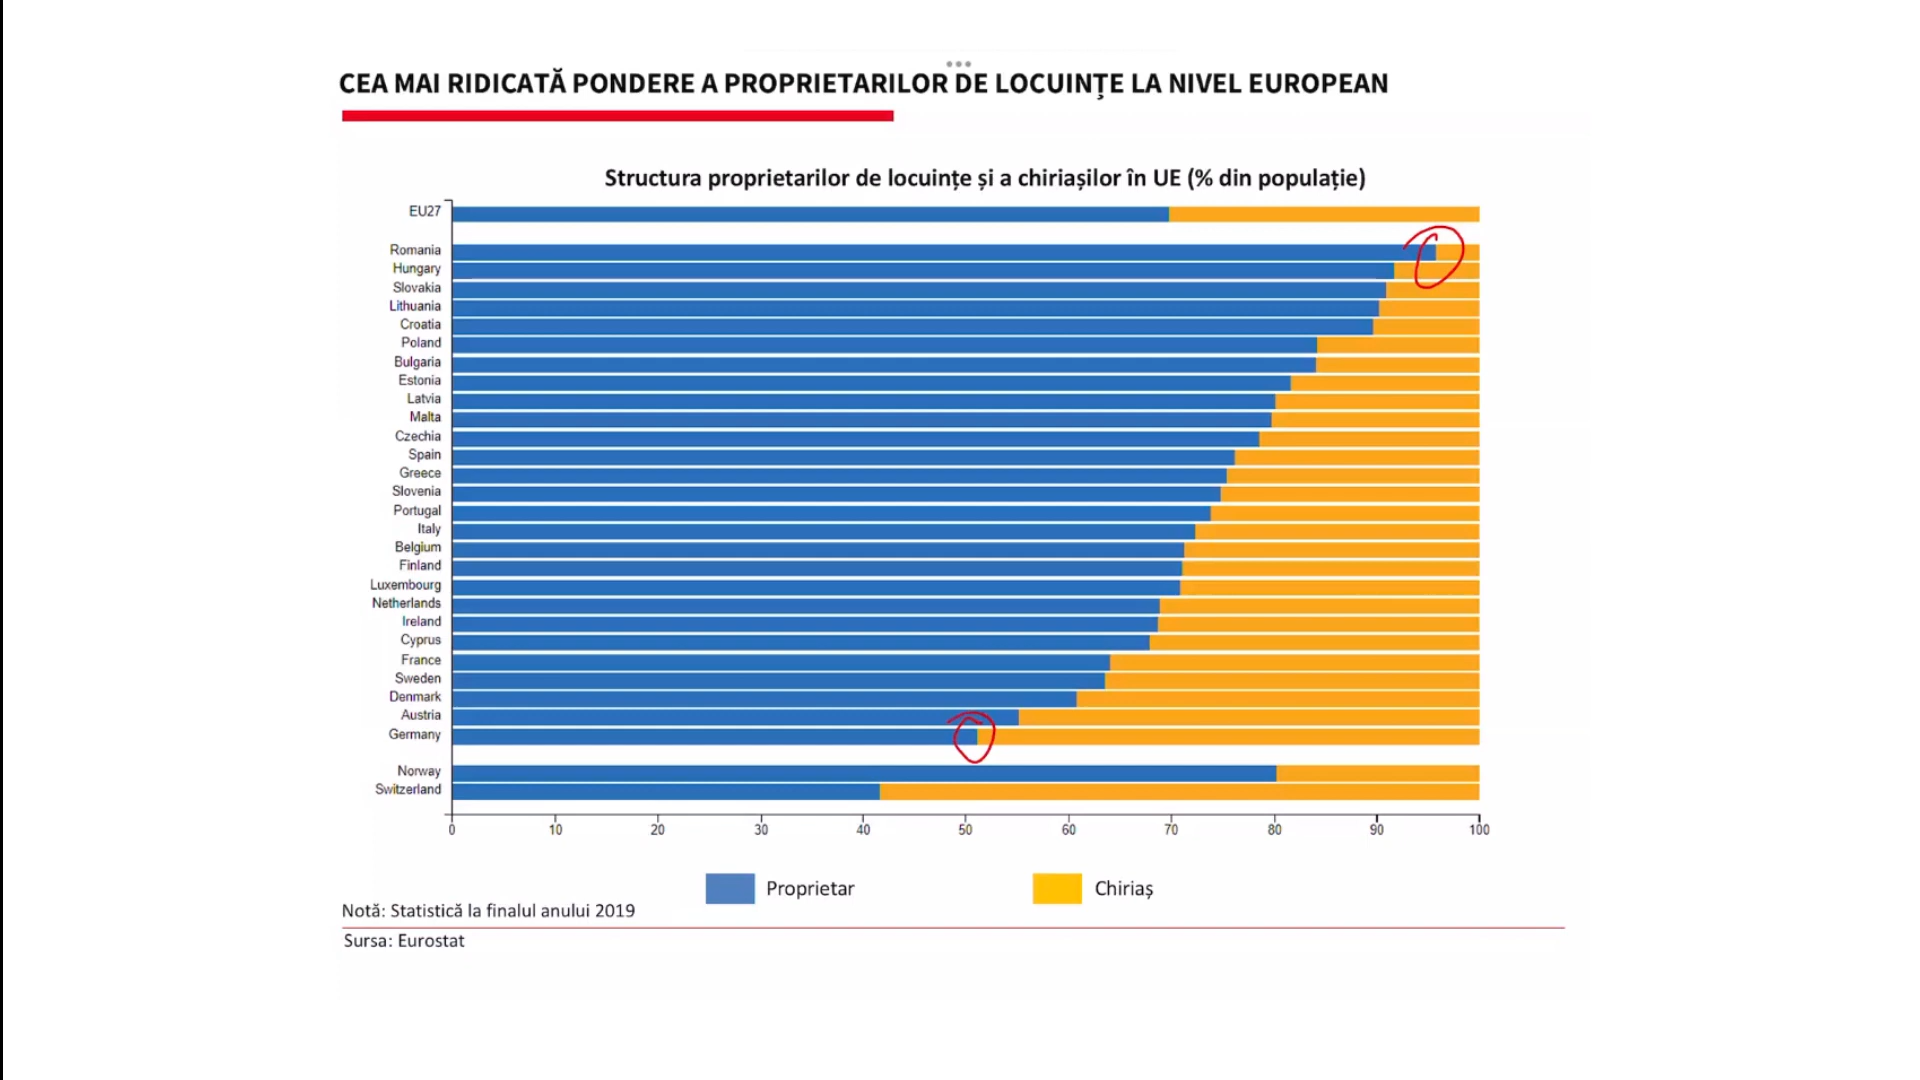 CEA MAI RIDICATĂ PONDERE A PROPRIETARILOR DE LOCUINȚE LA NIVEL EUROPEAN
Structura proprietarilor de locuințe și a chiriașilor în UE (% din populație)
EU27
Romania
Hungary
Slovakia
Lithuania
Croatia
Poland
Bulgaria
Estonia
Latvia
Malta
Czechia
Spain
Greece
Slovenia
Portugal
Italy
Belgium
Finland
Luxembourg
Netherlands
Ireland
Cyprus
France
Sweden
Denmark
Austria
Germany
Norway
Switzerland
0 10 20 30 40 50 60 70 80 90 100
Proprietar Chiriaș
Notă: Statistică la finalul anului 2019
Sursa: Eurostat